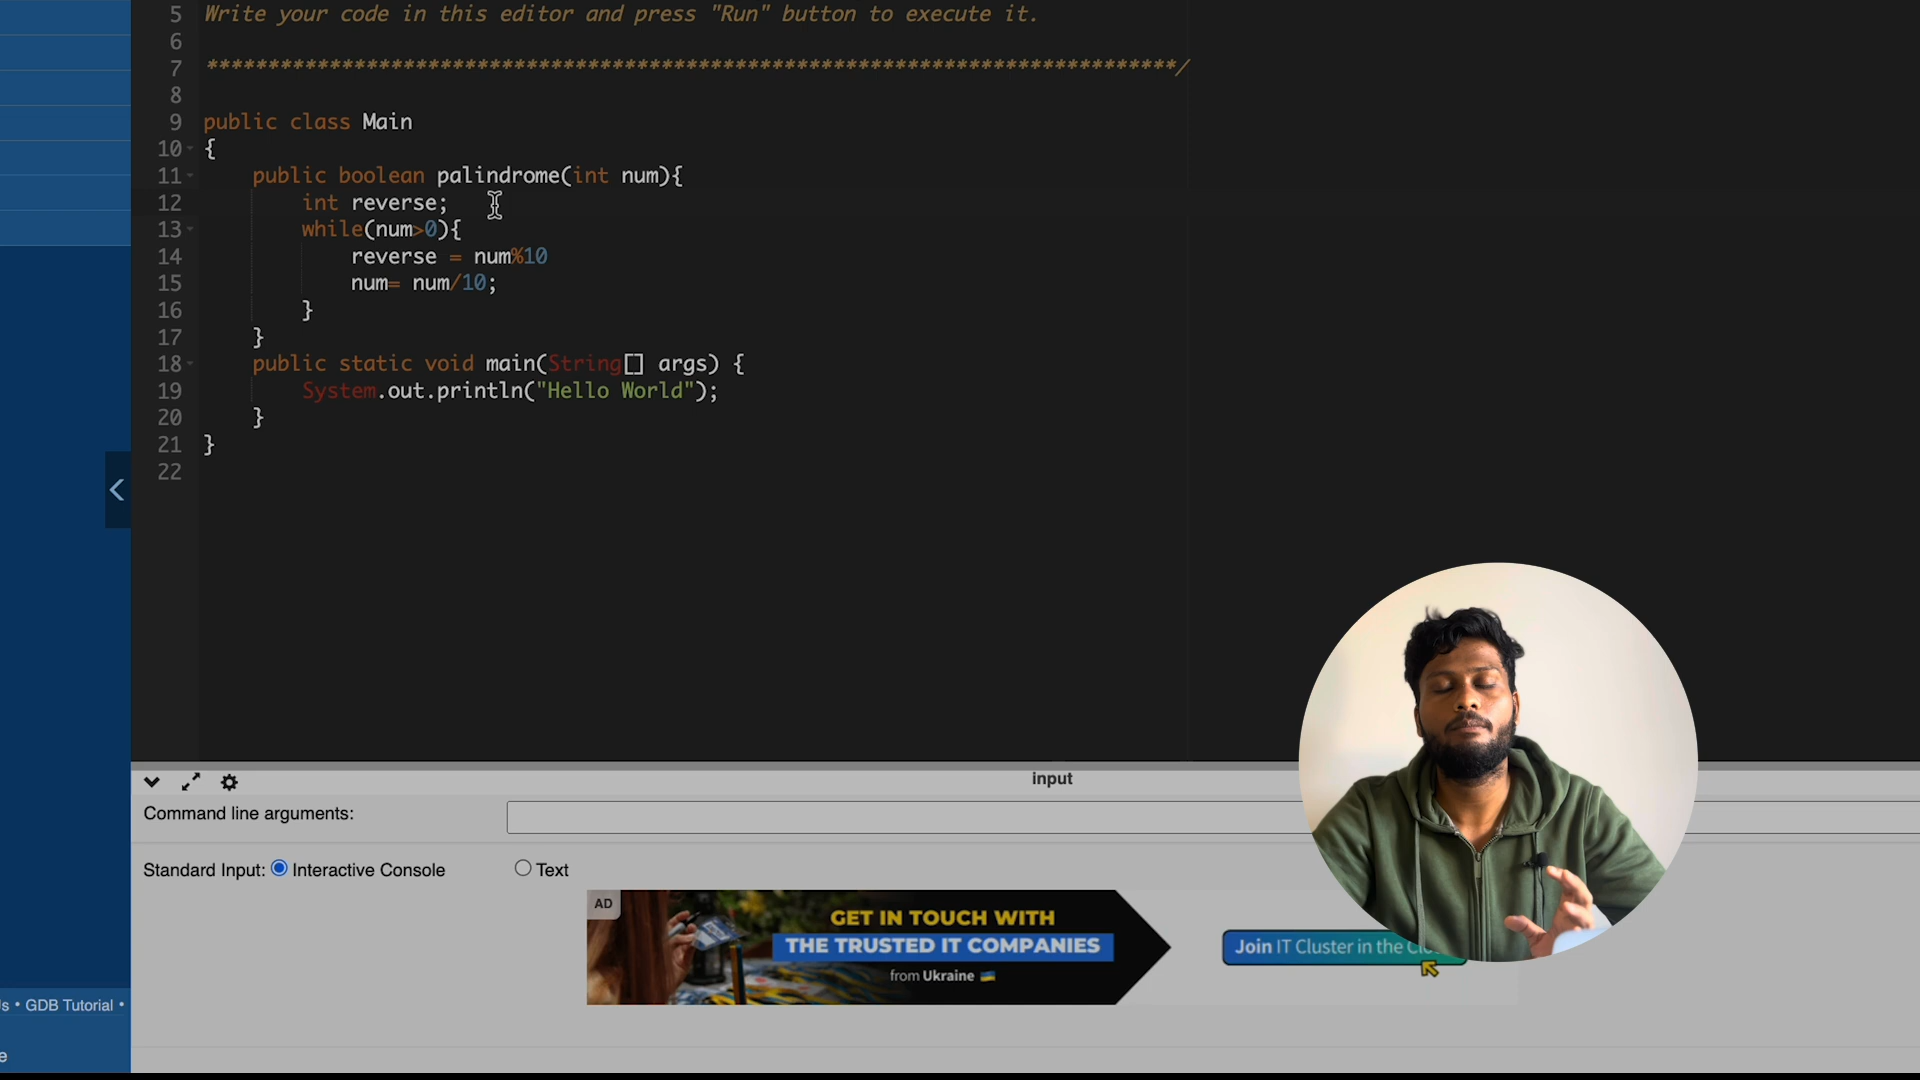 5 Write your code in this editor and press "Run" button to execute it.
6
7 *******************************************************************************/
8
9 public class Main
10 {
11 public boolean palindrome(int num){
12 int reverse;
13 while(num>0){
14 reverse = num%10
15 num= num/10;
16 }
17 }
18 public static void main(String[] args) {
19 System.out.println("Hello World");
20 }
21 }
22
input
Command line arguments:
Standard Input: Interactive Console Text
AD
GET IN TOUCH WITH
THE TRUSTED IT COMPANIES
from Ukraine
Join IT Cluster in the
• GDB Tutorial •